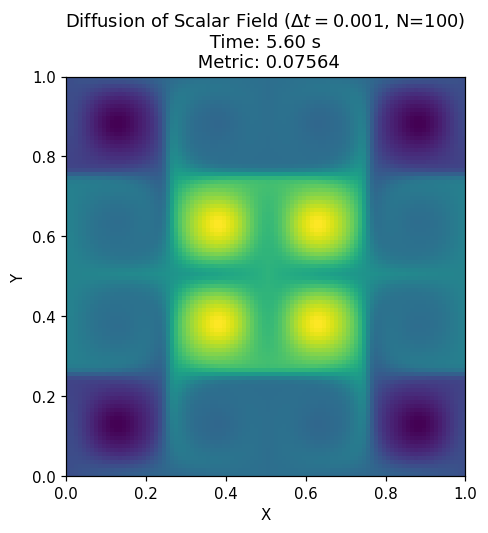 Diffusion of Scalar Field (Δt = 0.001, N=100)
Time: 5.60 s
Metric: 0.07564
1.0
0.8
0.6
0.4
0.2
0.0
Y
0.0 0.2 0.4 0.6 0.8 1.0
X